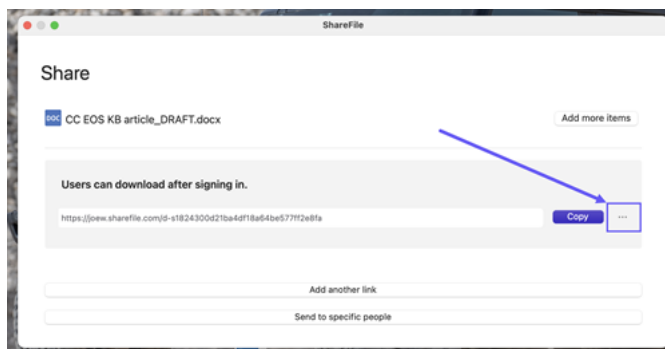 ShareFile
Share
DOC CC EOS KB article_DRAFT.docx
Add more items
Users can download after signing in.
https://joew.sharefile.com/d-s1824300d21ba4df18a64be577ff2e8fa
Copy ...
Add another link
Send to specific people